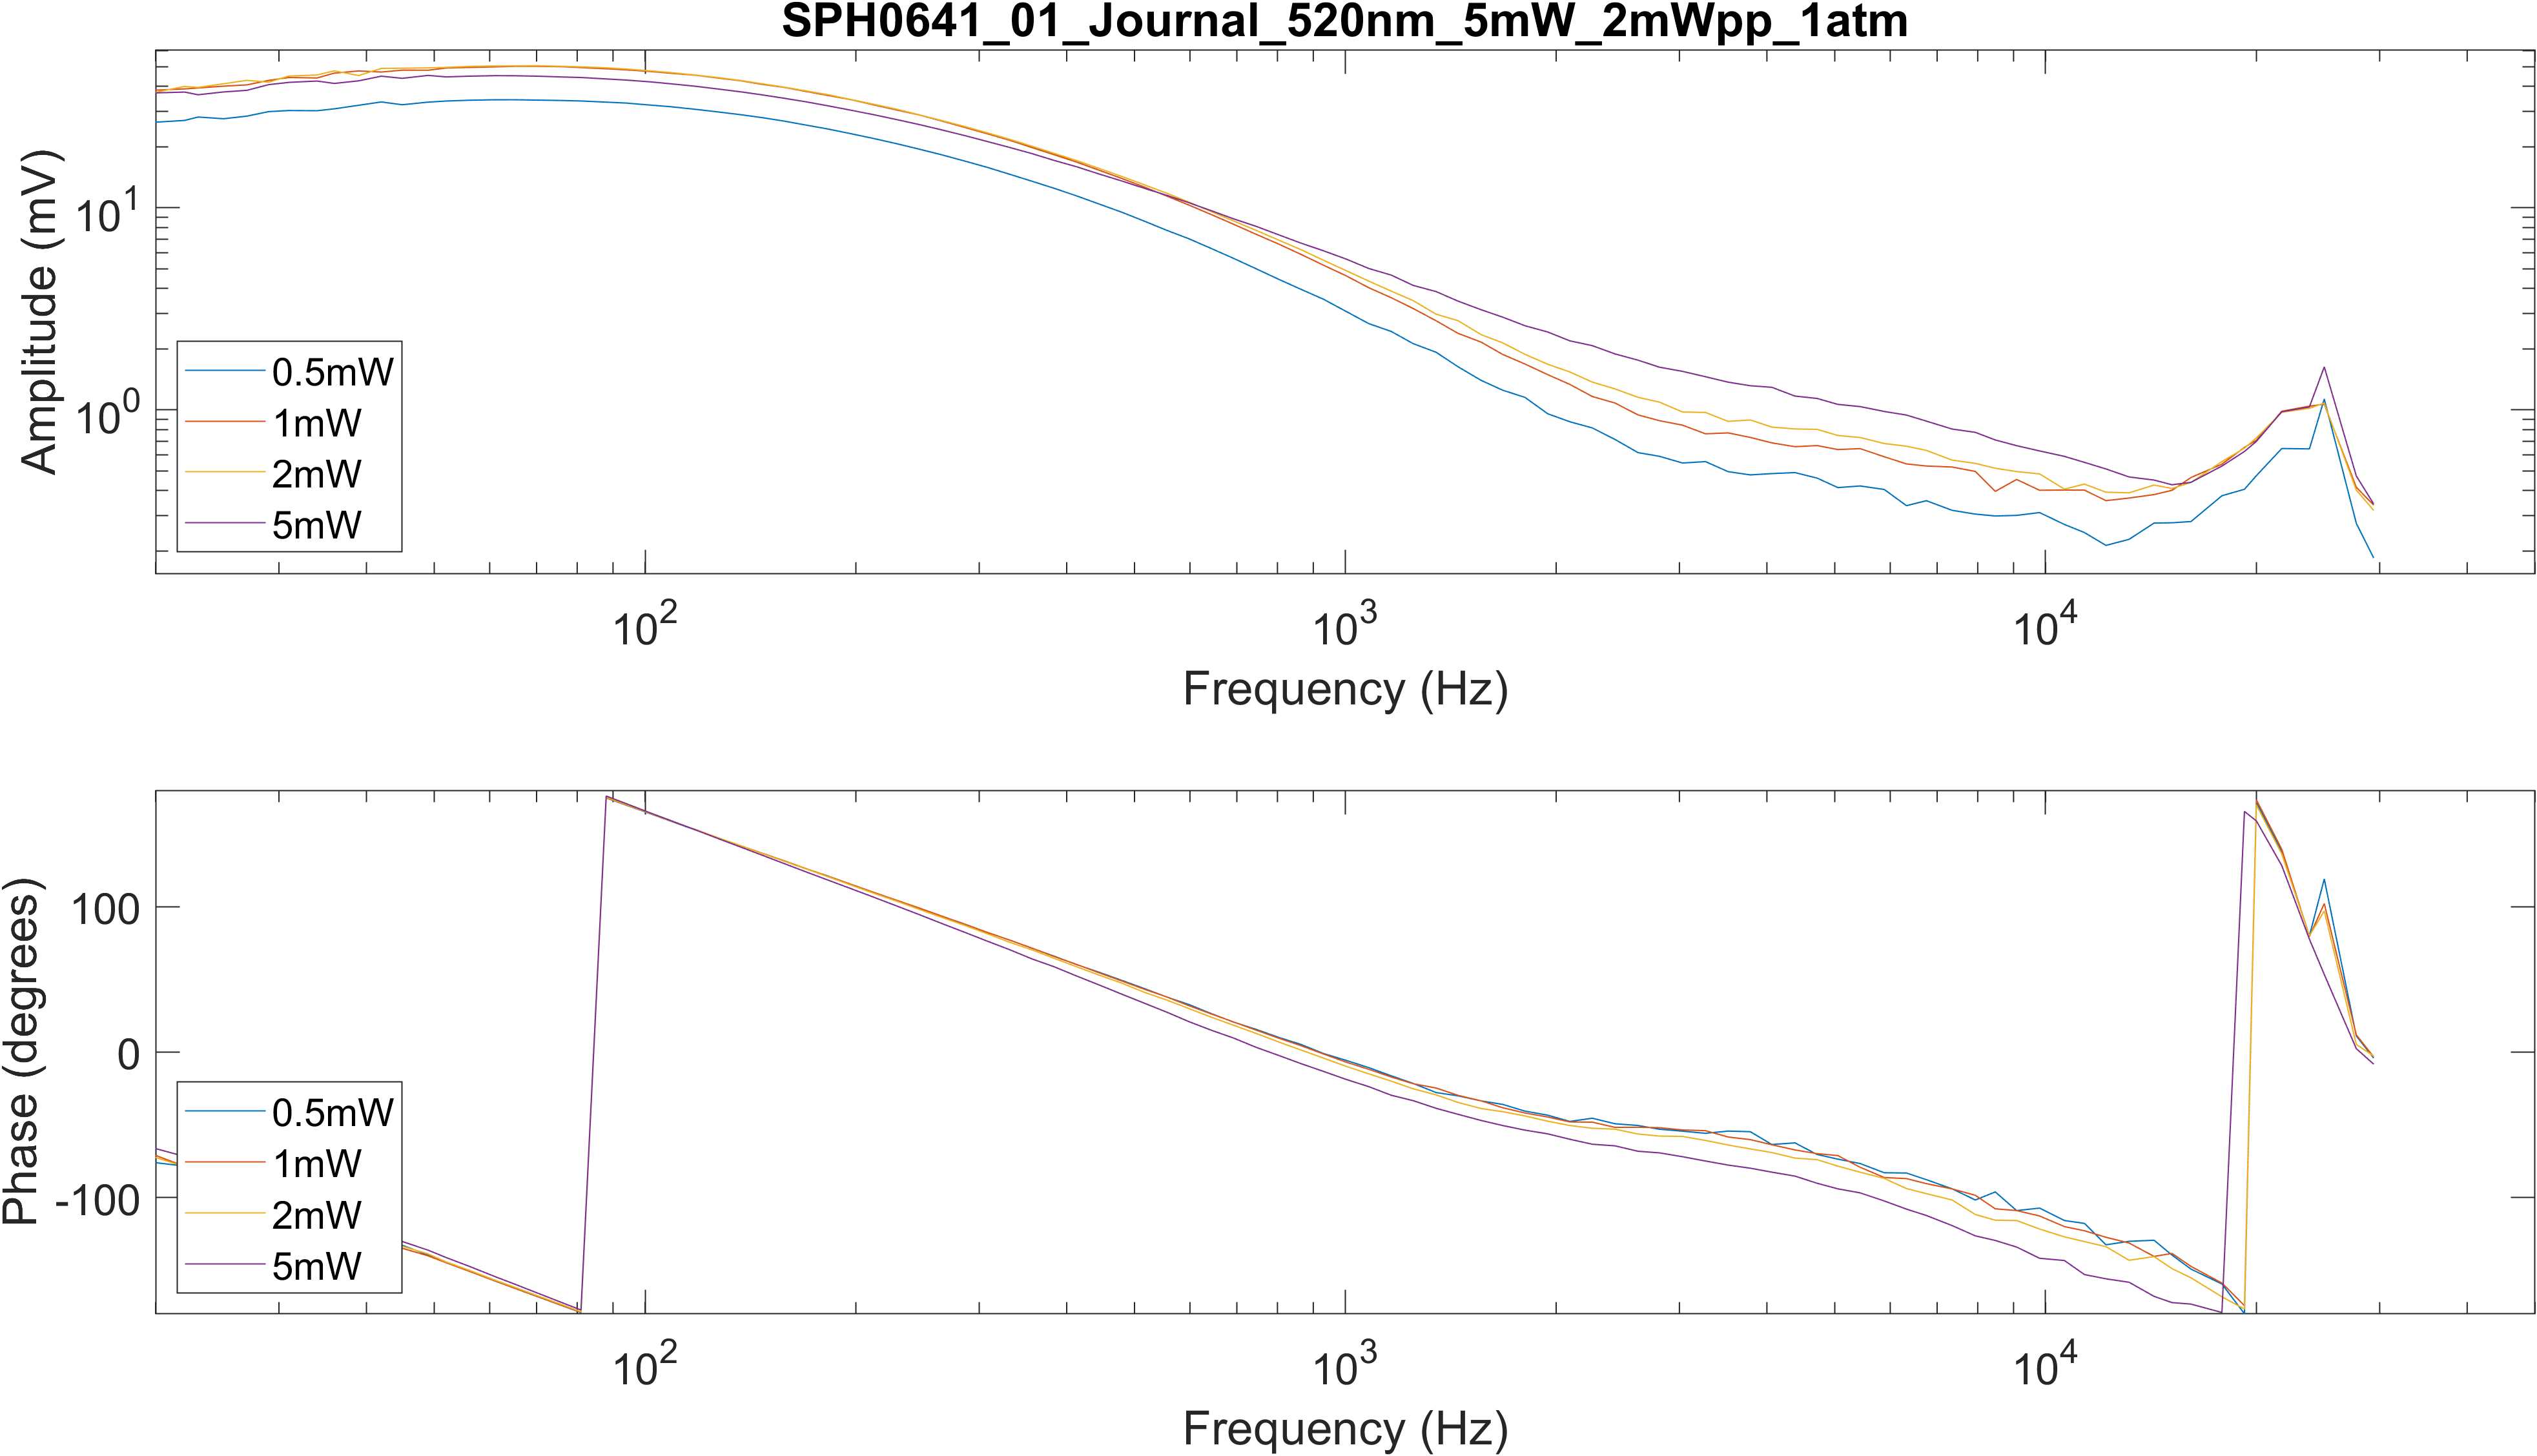 SPH0641_01_Journal_520nm_5mW_2mWpp_1atm
Amplitude (mV)
10^1
10^0
0.5mW
1mW
2mW
5mW
10^2
10^3
10^4
Frequency (Hz)
Phase (degrees)
100
0
-100
0.5mW
1mW
2mW
5mW
10^2
10^3
10^4
Frequency (Hz)